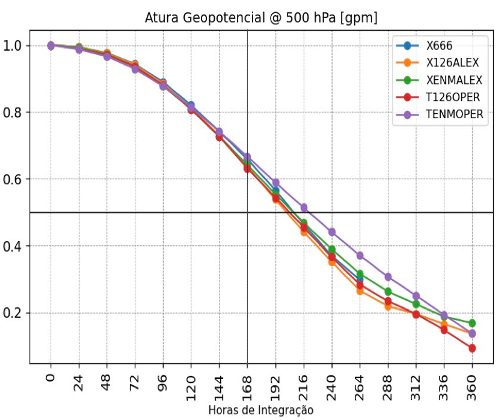 Atura Geopotencial @ 500 hPa [gpm]
1.0
0.8
0.6
0.4
0.2
X666
X126ALEX
XENMALEX
T126OPER
TENMOPER
0 24 48 72 96 120 144 168 192 216 240 264 288 312 336 360
Horas de Integração